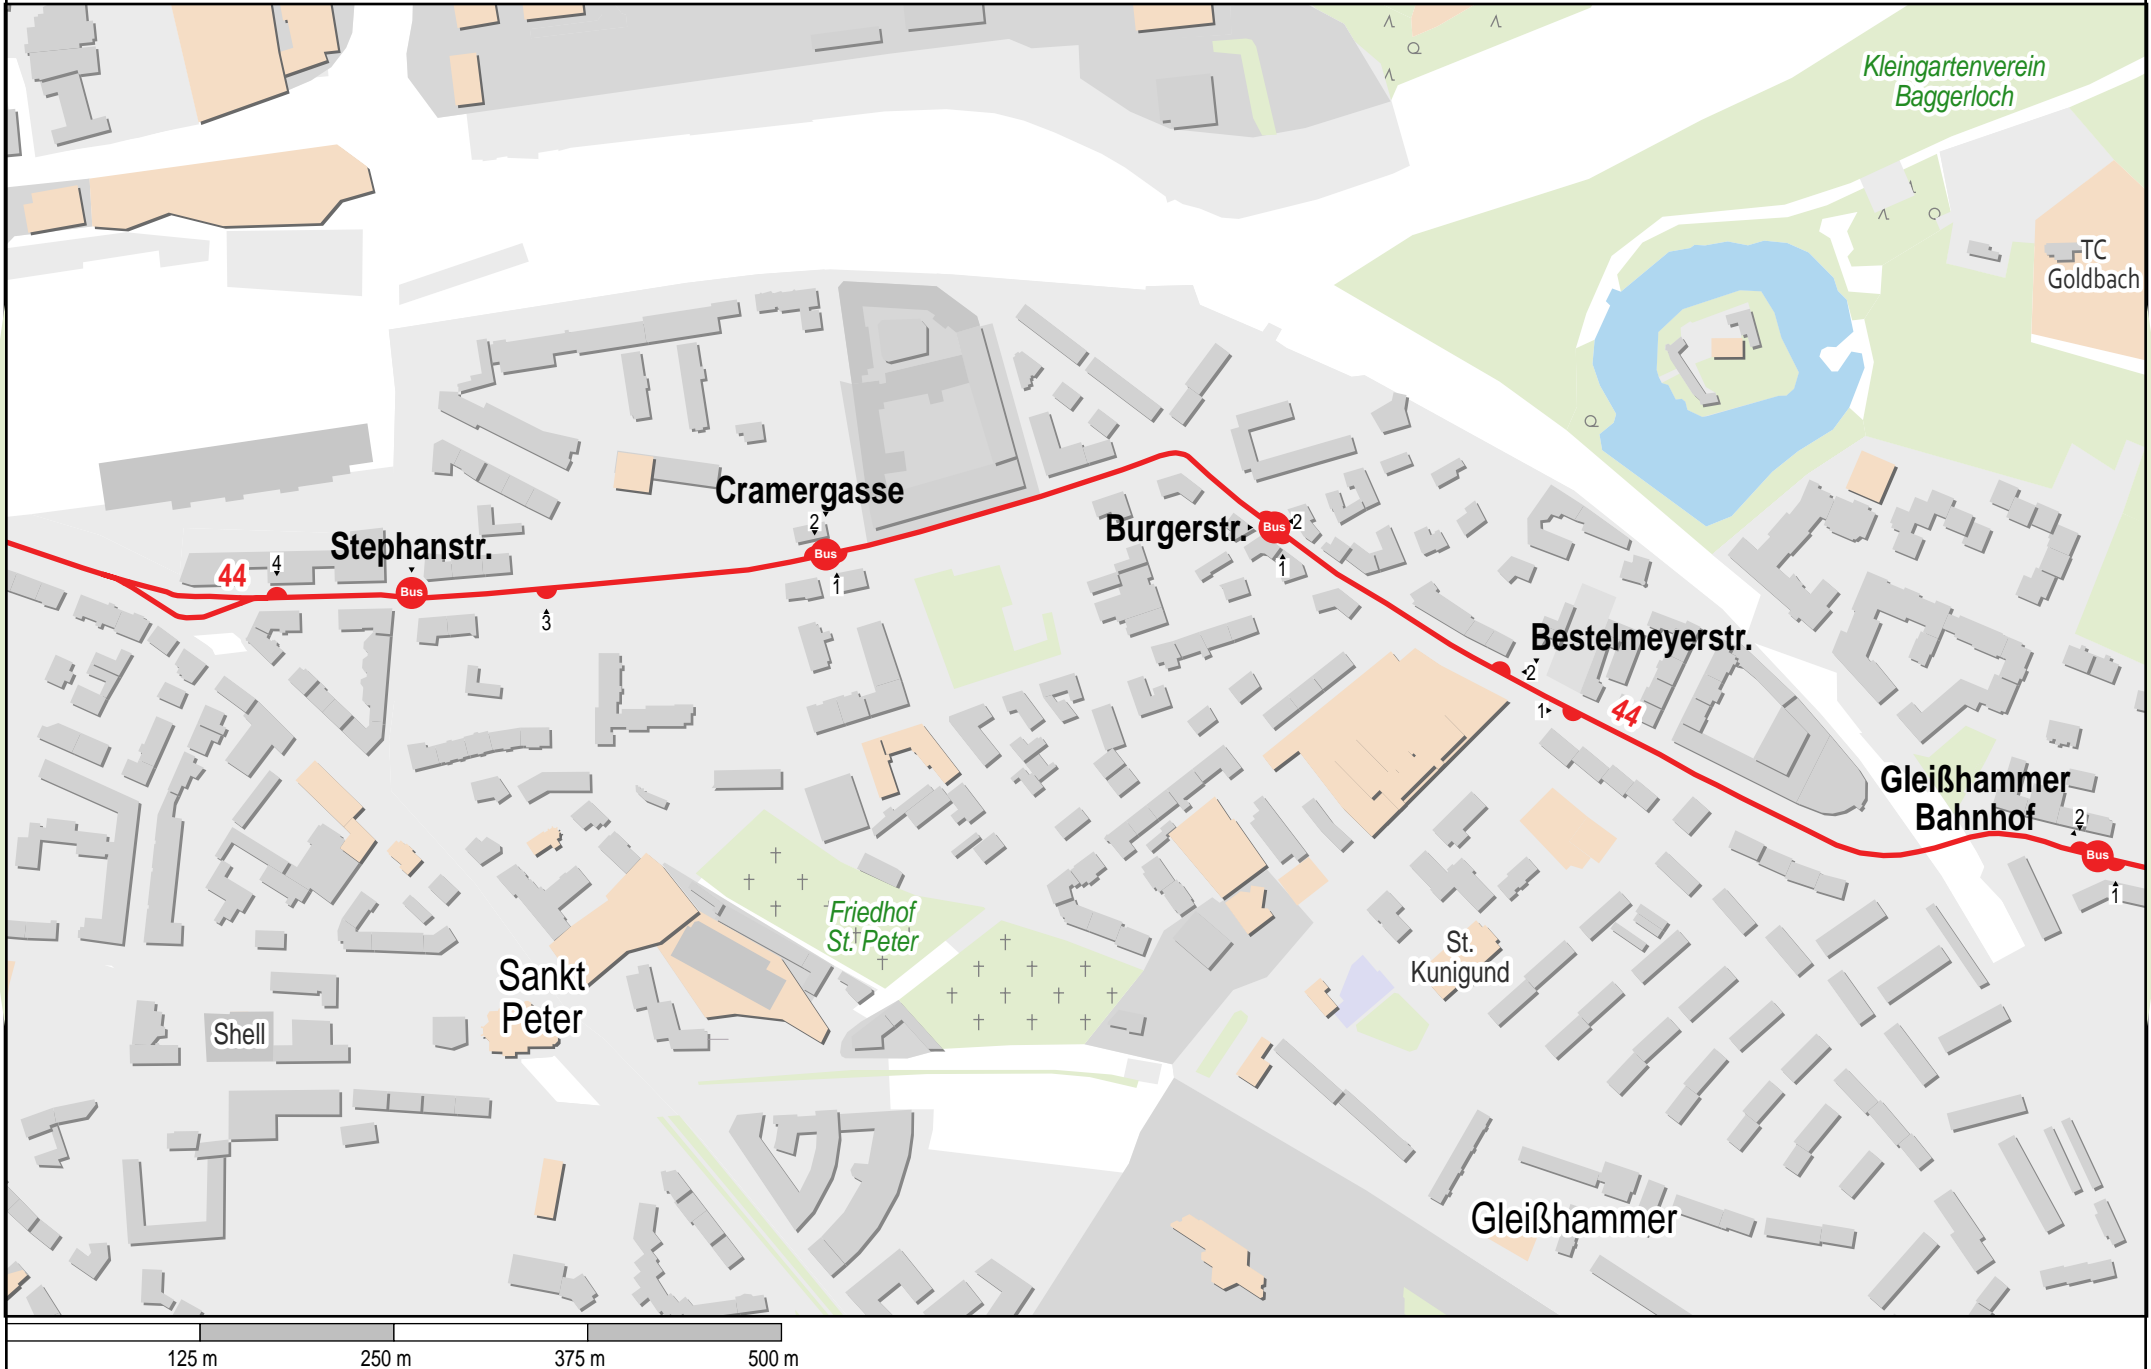 Kleingartenverein
Baggerloch
TC
Goldbach
Cramergasse
2
Bus
1
Burgerstr.
Bus
2
1
Stephanstr.
44
4
Bus
3
Bestelmeyerstr.
2
1
44
Gleißhammer
Bahnhof
2
Bus
1
Friedhof
St. Peter
St.
Kunigund
Sankt
Peter
Shell
Gleißhammer
125 m
250 m
375 m
500 m